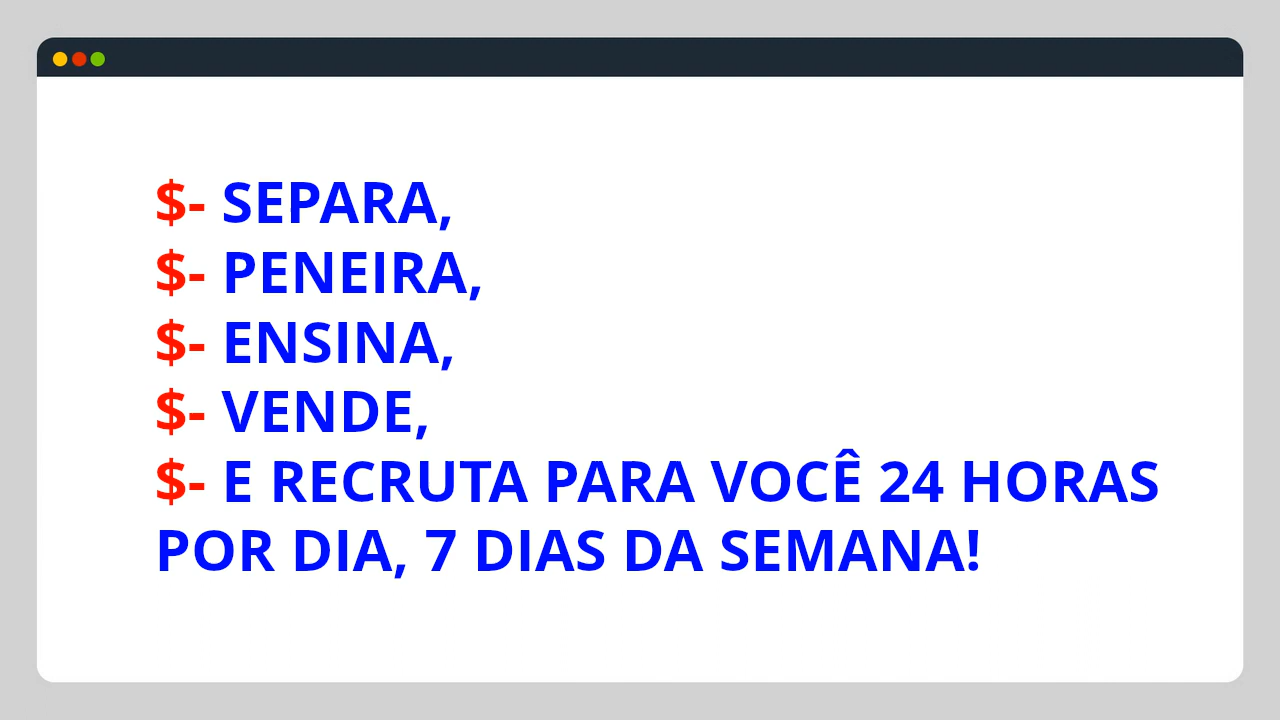 $- SEPARA,
$- PENEIRA,
$- ENSINA,
$- VENDE,
$- E RECRUTA PARA VOCÊ 24 HORAS
POR DIA, 7 DIAS DA SEMANA!